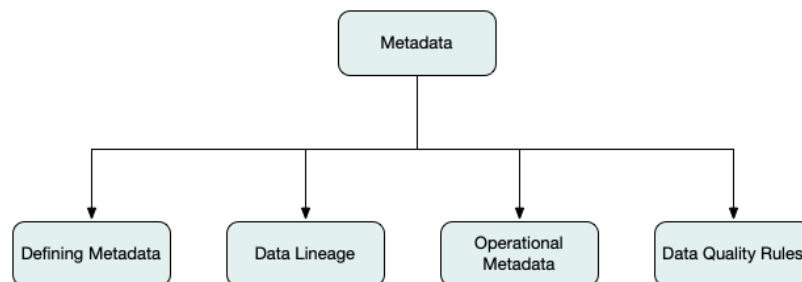 Metadata
Defining Metadata
Data Lineage
Operational
Metadata
Data Quality Rules